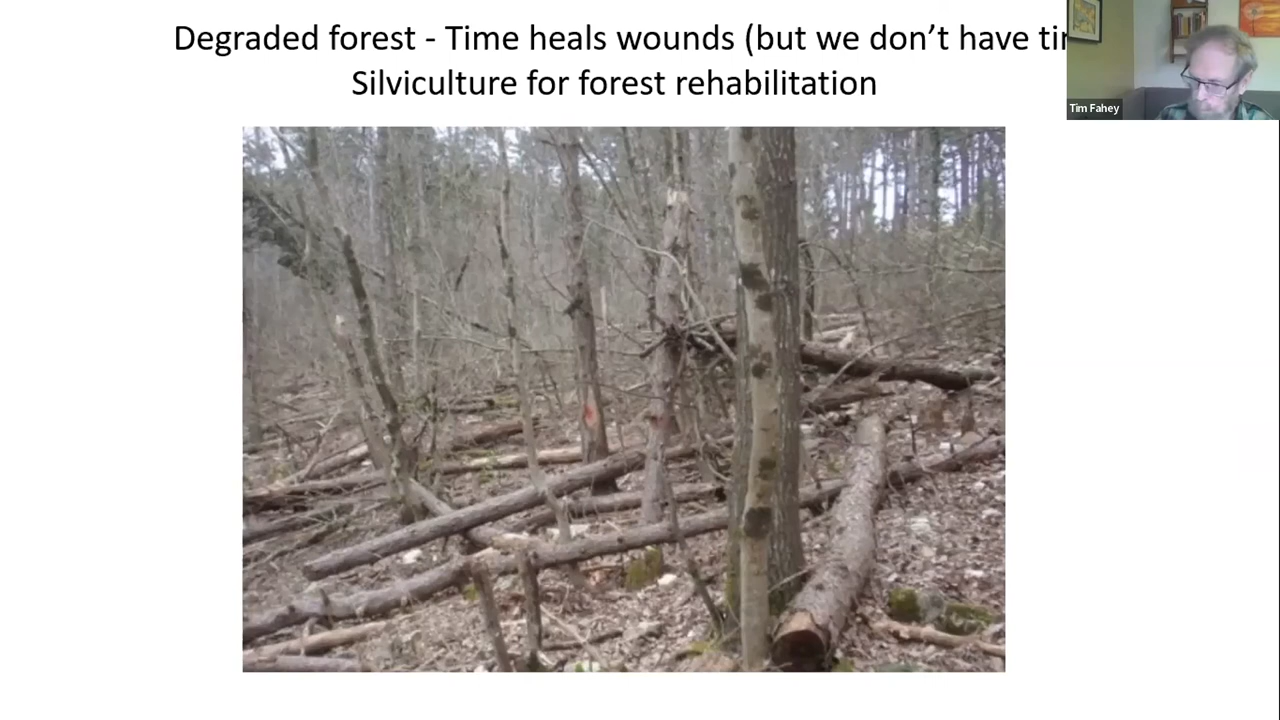 Degraded forest - Time heals wounds (but we don’t have
Silviculture for forest rehabilitation
Tim Fahey